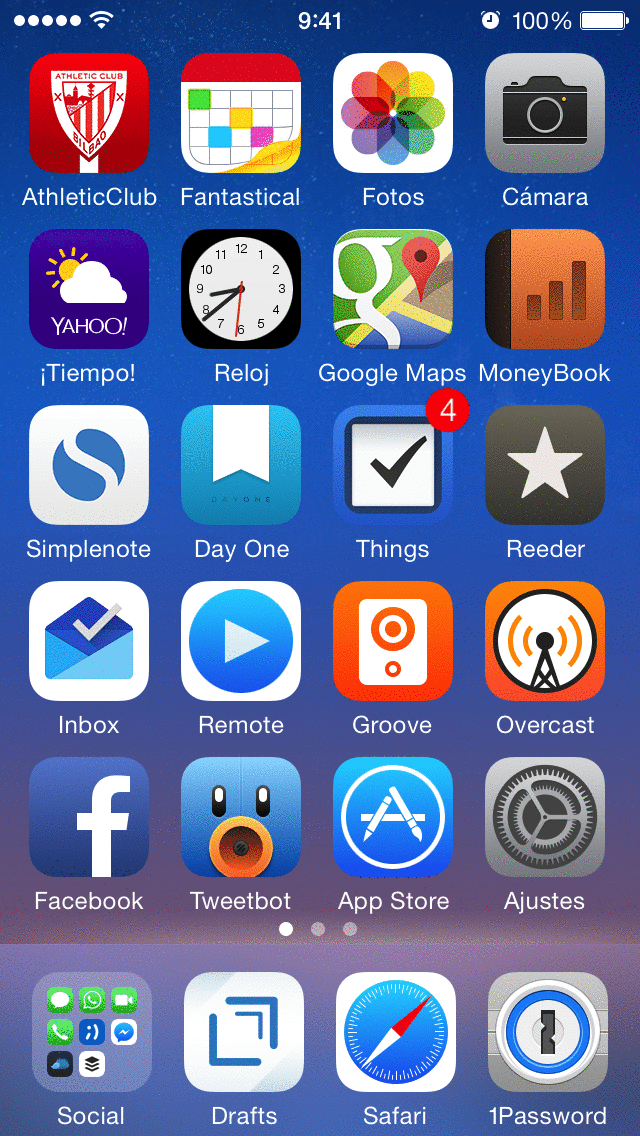 9:41 100%
ATHLETIC CLUB
BILBAO
AthleticClub Fantastical Fotos Cámara
YAHOO!
12 1 2 3 4 5 6 7 8 9 10 11
¡Tiempo! Reloj Google Maps MoneyBook
g
4
DAYONE
Simplenote Day One Things Reeder
Inbox Remote Groove Overcast
f
Facebook Tweetbot App Store Ajustes
Social Drafts Safari 1Password